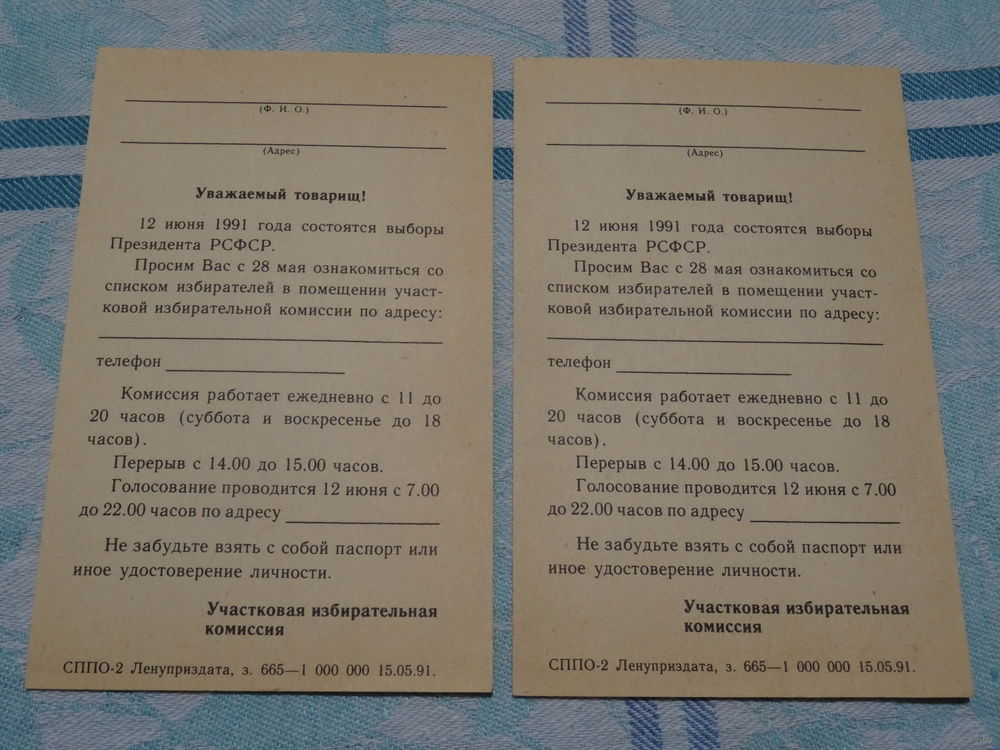 (Ф. И. О.)
(Адрес)
Уважаемый товарищ!
12 июня 1991 года состоятся выборы
Президента РСФСР.
Просим Вас с 28 мая ознакомиться со
списком избирателей в помещении участ-
ковой избирательной комиссии по адресу:
телефон
Комиссия работает ежедневно с 11 до
20 часов (суббота и воскресенье до 18
часов).
Перерыв с 14.00 до 15.00 часов.
Голосование проводится 12 июня с 7.00
до 22.00 часов по адресу
Не забудьте взять с собой паспорт или
иное удостоверение личности.
Участковая избирательная
комиссия
СППО-2 Ленуприздата, з. 665—1 000 000 15.05.91.
(Ф. И. О.)
(Адрес)
Уважаемый товарищ!
12 июня 1991 года состоятся выборы
Президента РСФСР.
Просим Вас с 28 мая ознакомиться со
списком избирателей в помещении участ-
ковой избирательной комиссии по адресу:
телефон
Комиссия работает ежедневно с 11 до
20 часов (суббота и воскресенье до 18
часов).
Перерыв с 14.00 до 15.00 часов.
Голосование проводится 12 июня с 7.00
до 22.00 часов по адресу
Не забудьте взять с собой паспорт или
иное удостоверение личности.
Участковая избирательная
комиссия
СППО-2 Ленуприздата, з. 665—1 000 000 15.05.91.